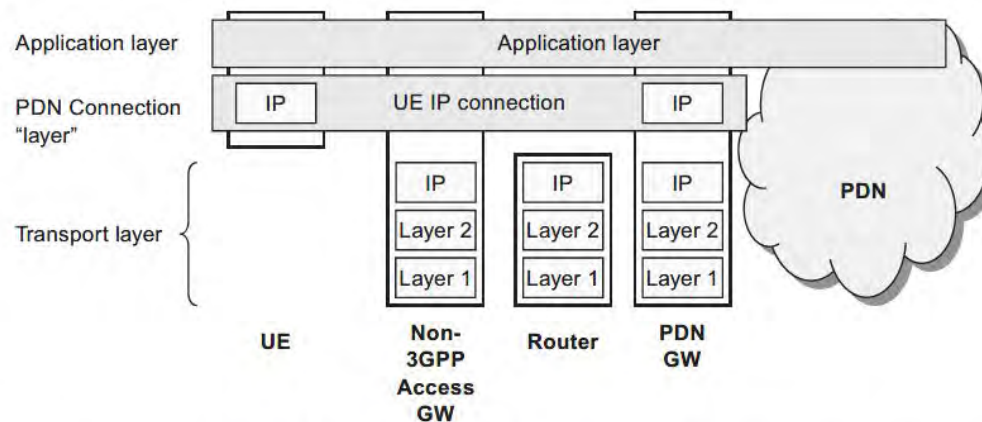 Application layer
Application layer
PDN Connection
“layer”
IP
UE IP connection
IP
Transport layer
IP
IP
IP
PDN
Layer 2
Layer 2
Layer 2
Layer 1
Layer 1
Layer 1
UE
Non-
3GPP
Access
GW
Router
PDN
GW